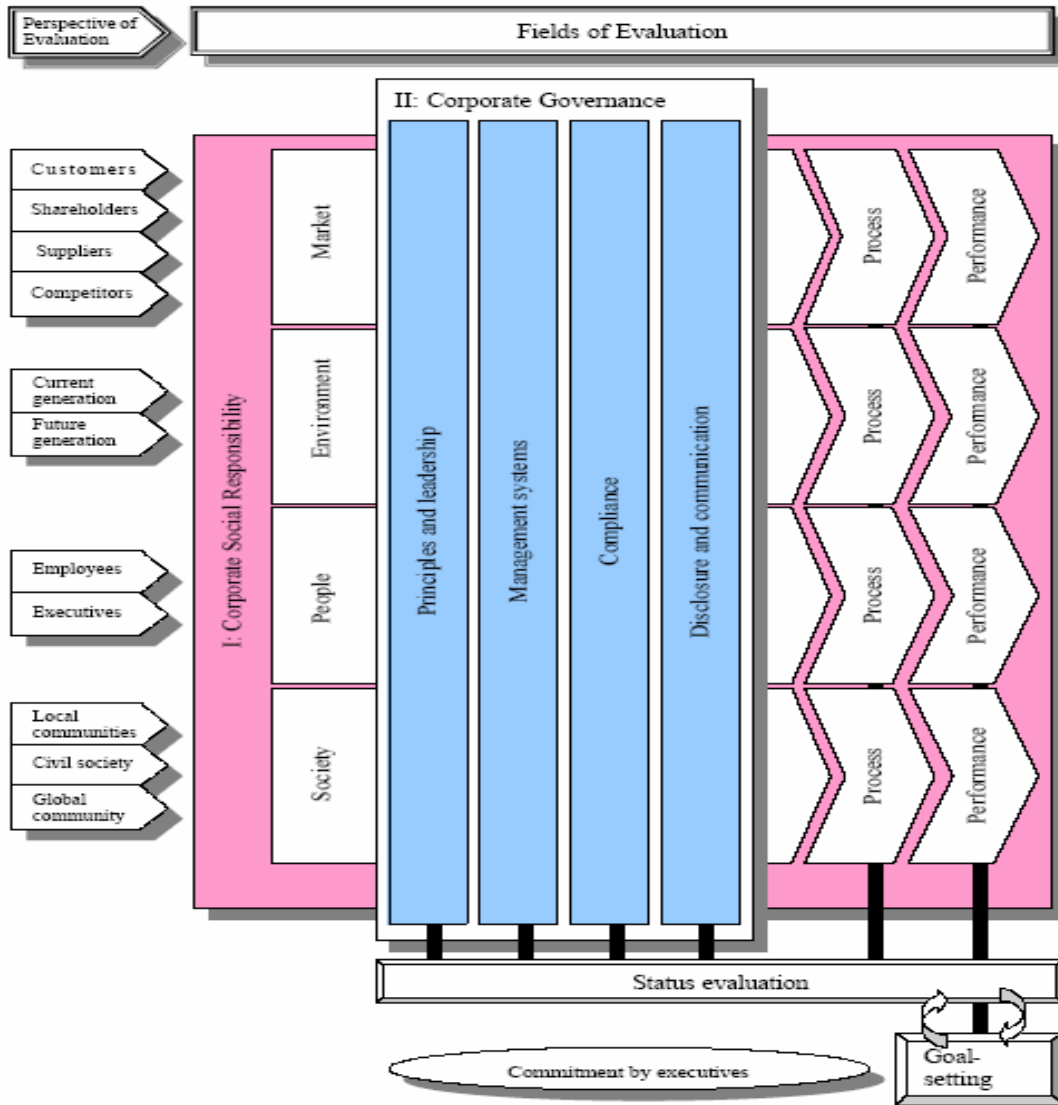 Perspective of
Evaluation
Fields of Evaluation
II: Corporate Governance
Customers
Shareholders
Suppliers
Competitors
Current
generation
Future
generation
Employees
Executives
Local
communities
Civil society
Global
community
I: Corporate Social Responsibility
Market
Environment
People
Society
Principles and leadership
Management systems
Compliance
Disclosure and communication
Process
Performance
Process
Performance
Process
Performance
Process
Performance
Status evaluation
Commitment by executives
Goal-
setting